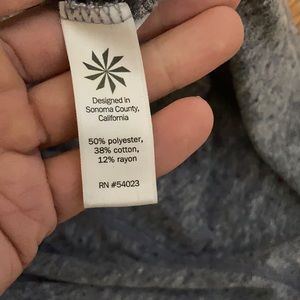 Designed in
Sonoma County,
California
50% polyester,
38% cotton,
12% rayon
RN #54023